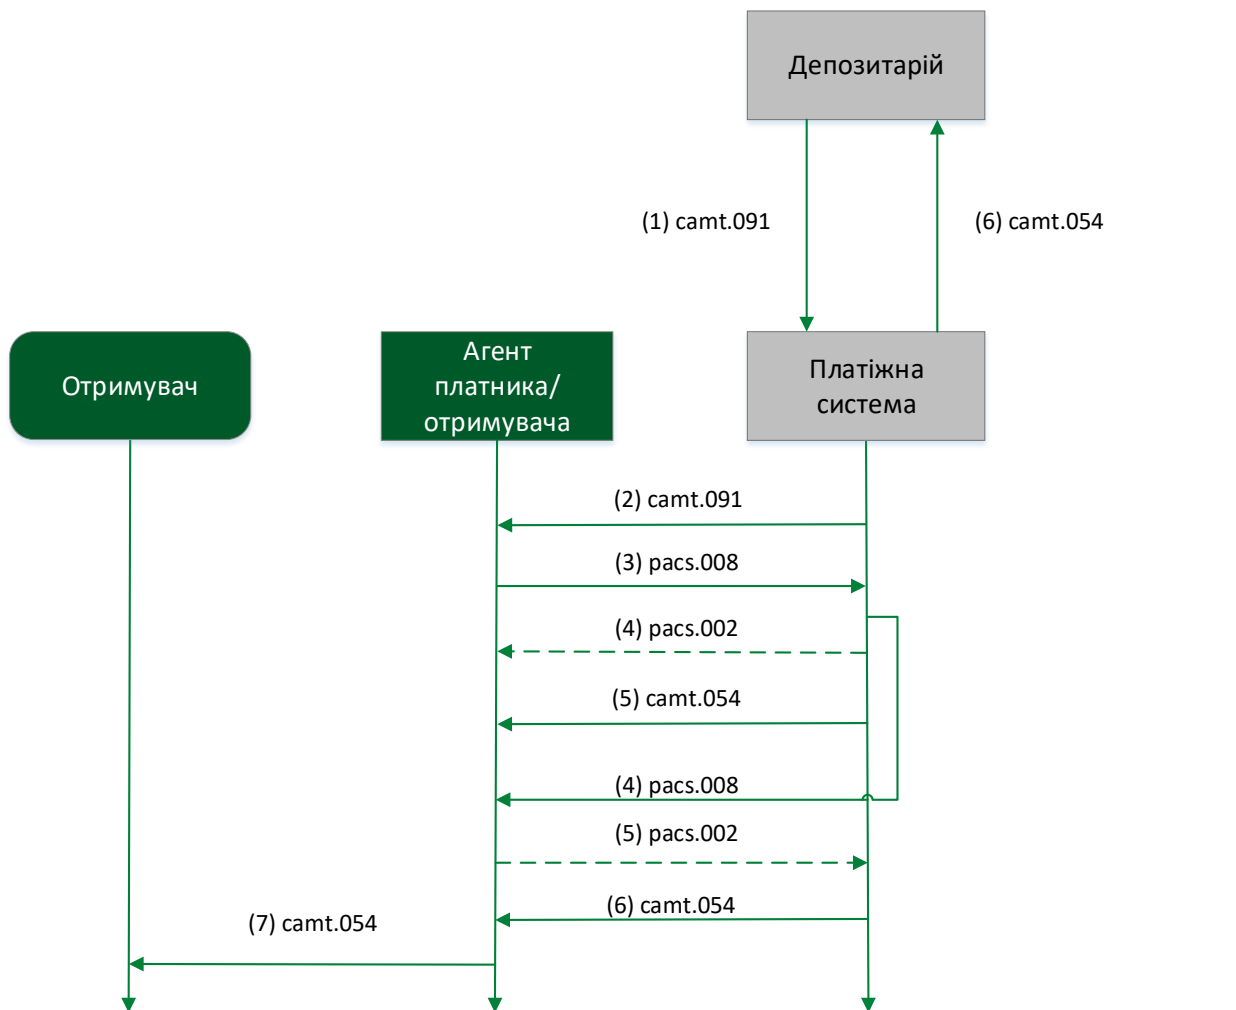 Депозитарій
(1) camt.091
(6) camt.054
Отримувач
Агент
платника/
отримувача
Платіжна
система
(2) camt.091
(3) pacs.008
(4) pacs.002
(5) camt.054
(4) pacs.008
(5) pacs.002
(6) camt.054
(7) camt.054